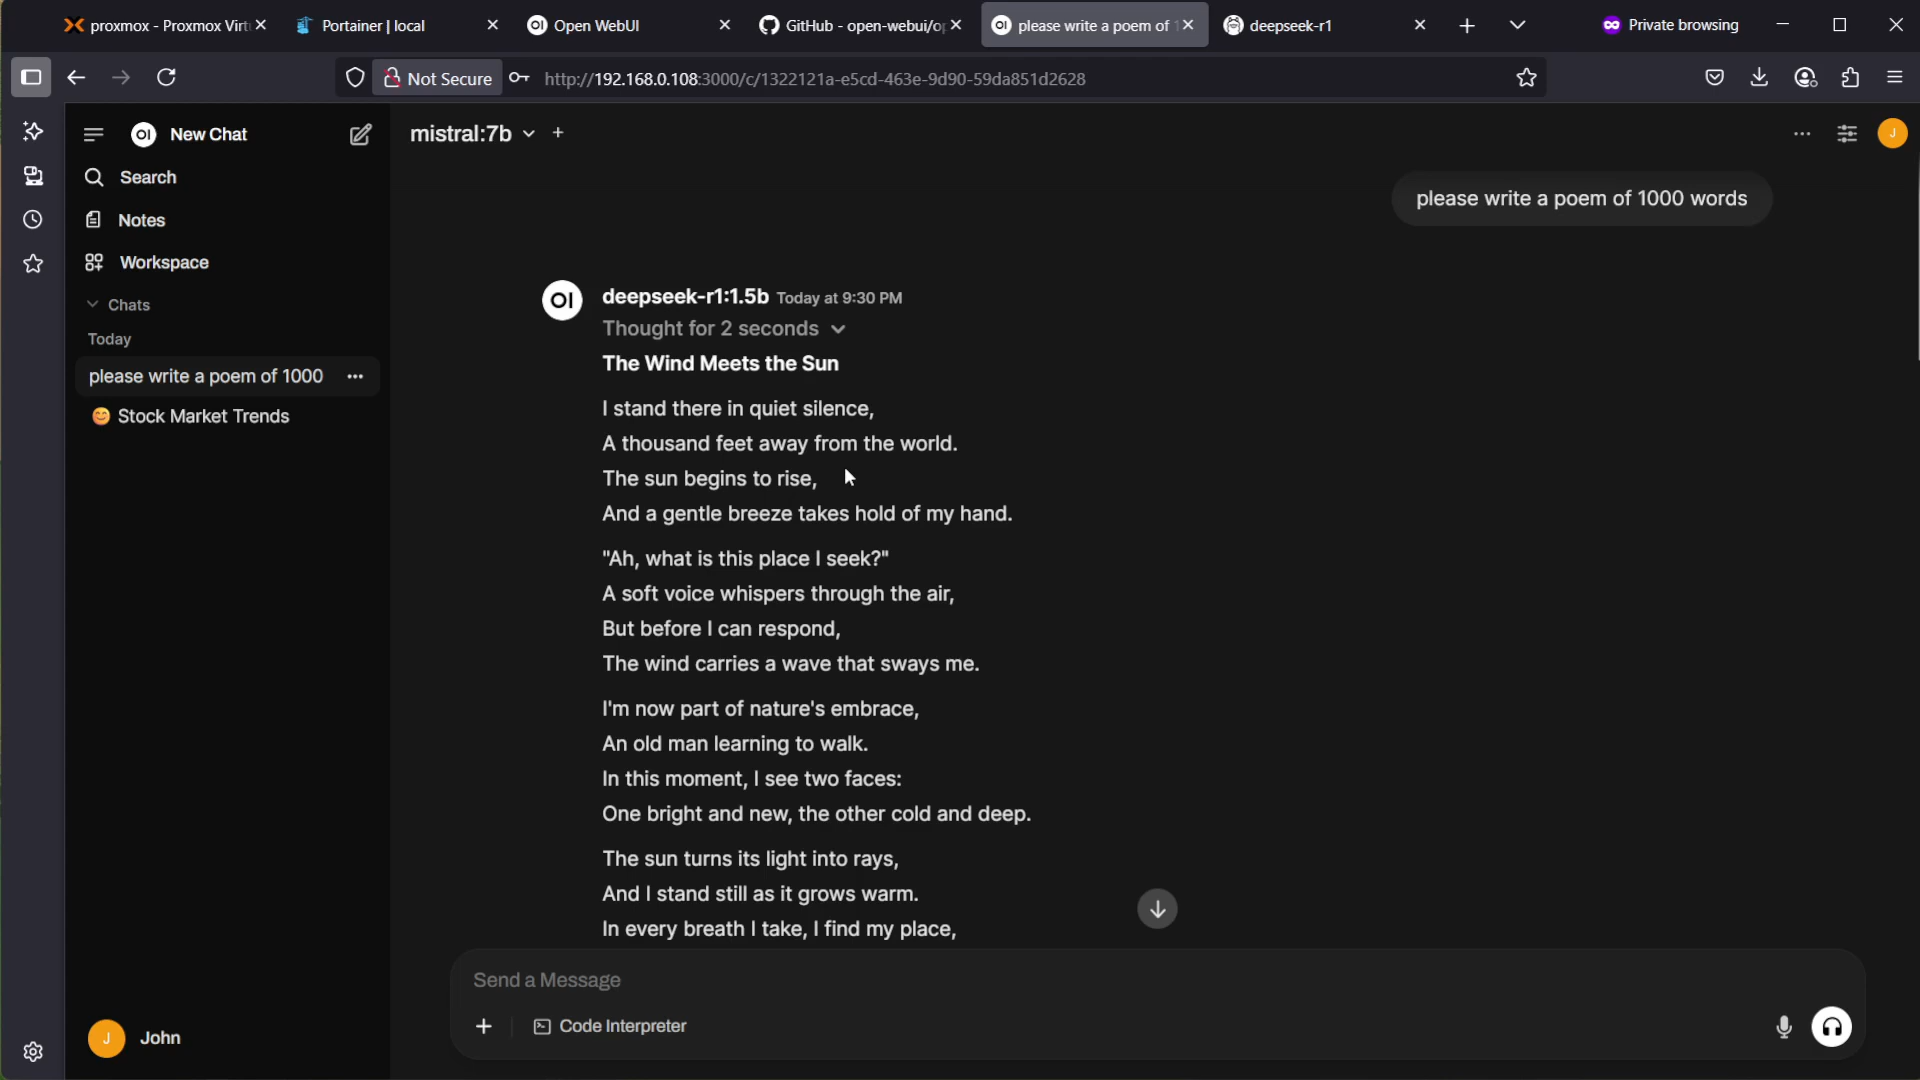 proxmox - Proxmox Virt
Portainer | local
Open WebUI
GitHub - open-webui/o
please write a poem of 1
deepseek-r1
Private browsing
Not Secure
http://192.168.0.108:3000/c/1322121a-e5cd-463e-9d90-59da851d2628
OI
New Chat
Search
Notes
Workspace
Chats
Today
please write a poem of 1000
😊 Stock Market Trends
J
John
mistral:7b
J
please write a poem of 1000 words
OI
deepseek-r1:1.5b Today at 9:30 PM
Thought for 2 seconds
The Wind Meets the Sun
I stand there in quiet silence,
A thousand feet away from the world.
The sun begins to rise,
And a gentle breeze takes hold of my hand.
"Ah, what is this place I seek?"
A soft voice whispers through the air,
But before I can respond,
The wind carries a wave that sways me.
I'm now part of nature's embrace,
An old man learning to walk.
In this moment, I see two faces:
One bright and new, the other cold and deep.
The sun turns its light into rays,
And I stand still as it grows warm.
In every breath I take, I find my place,
Send a Message
Code Interpreter